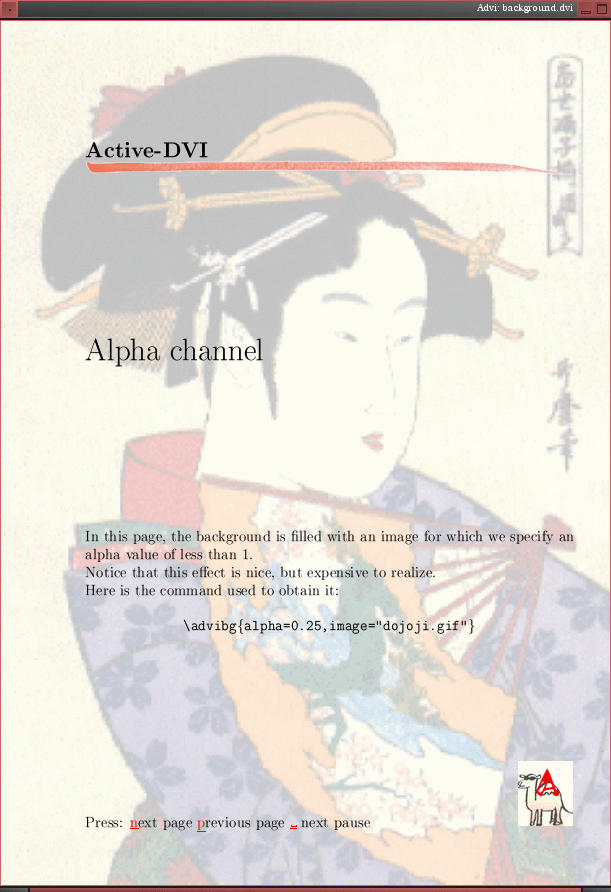 Advi: background.dvi
Active-DVI
Alpha channel
In this page, the background is filled with an image for which we specify an
alpha value of less than 1.
Notice that this effect is nice, but expensive to realize.
Here is the command used to obtain it:
\advibg{alpha=0.25,image="dojoji.gif"}
Press: next page previous page ␣ next pause